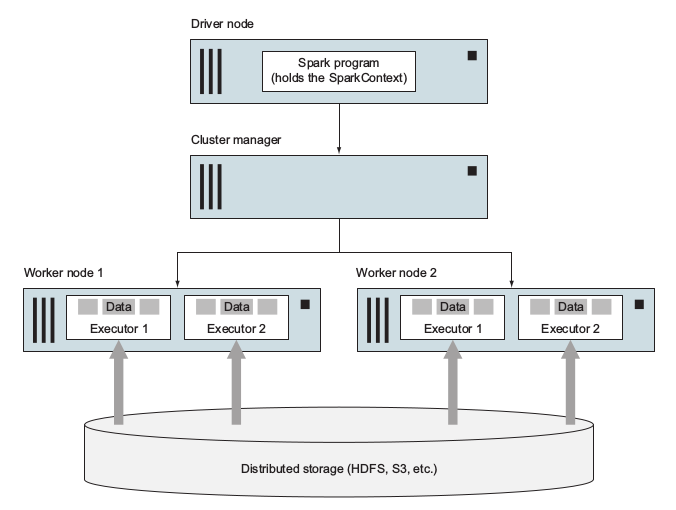 Driver node
Spark program
(holds the SparkContext)
Cluster manager
Worker node 1
Data
Executor 1
Data
Executor 2
Worker node 2
Data
Executor 1
Data
Executor 2
Distributed storage (HDFS, S3, etc.)